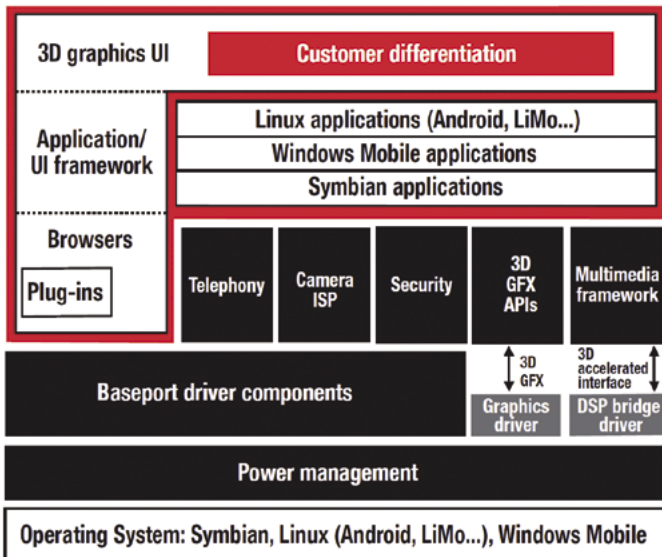 3D graphics UI
Customer differentiation
Application/
UI framework
Linux applications (Android, LiMo...)
Windows Mobile applications
Symbian applications
Browsers
Plug-ins
Telephony
Camera
ISP
Security
3D
GFX
APIs
Multimedia
framework
Baseport driver components
3D
GFX
3D
accelerated
interface
Graphics
driver
DSP bridge
driver
Power management
Operating System: Symbian, Linux (Android, LiMo...), Windows Mobile